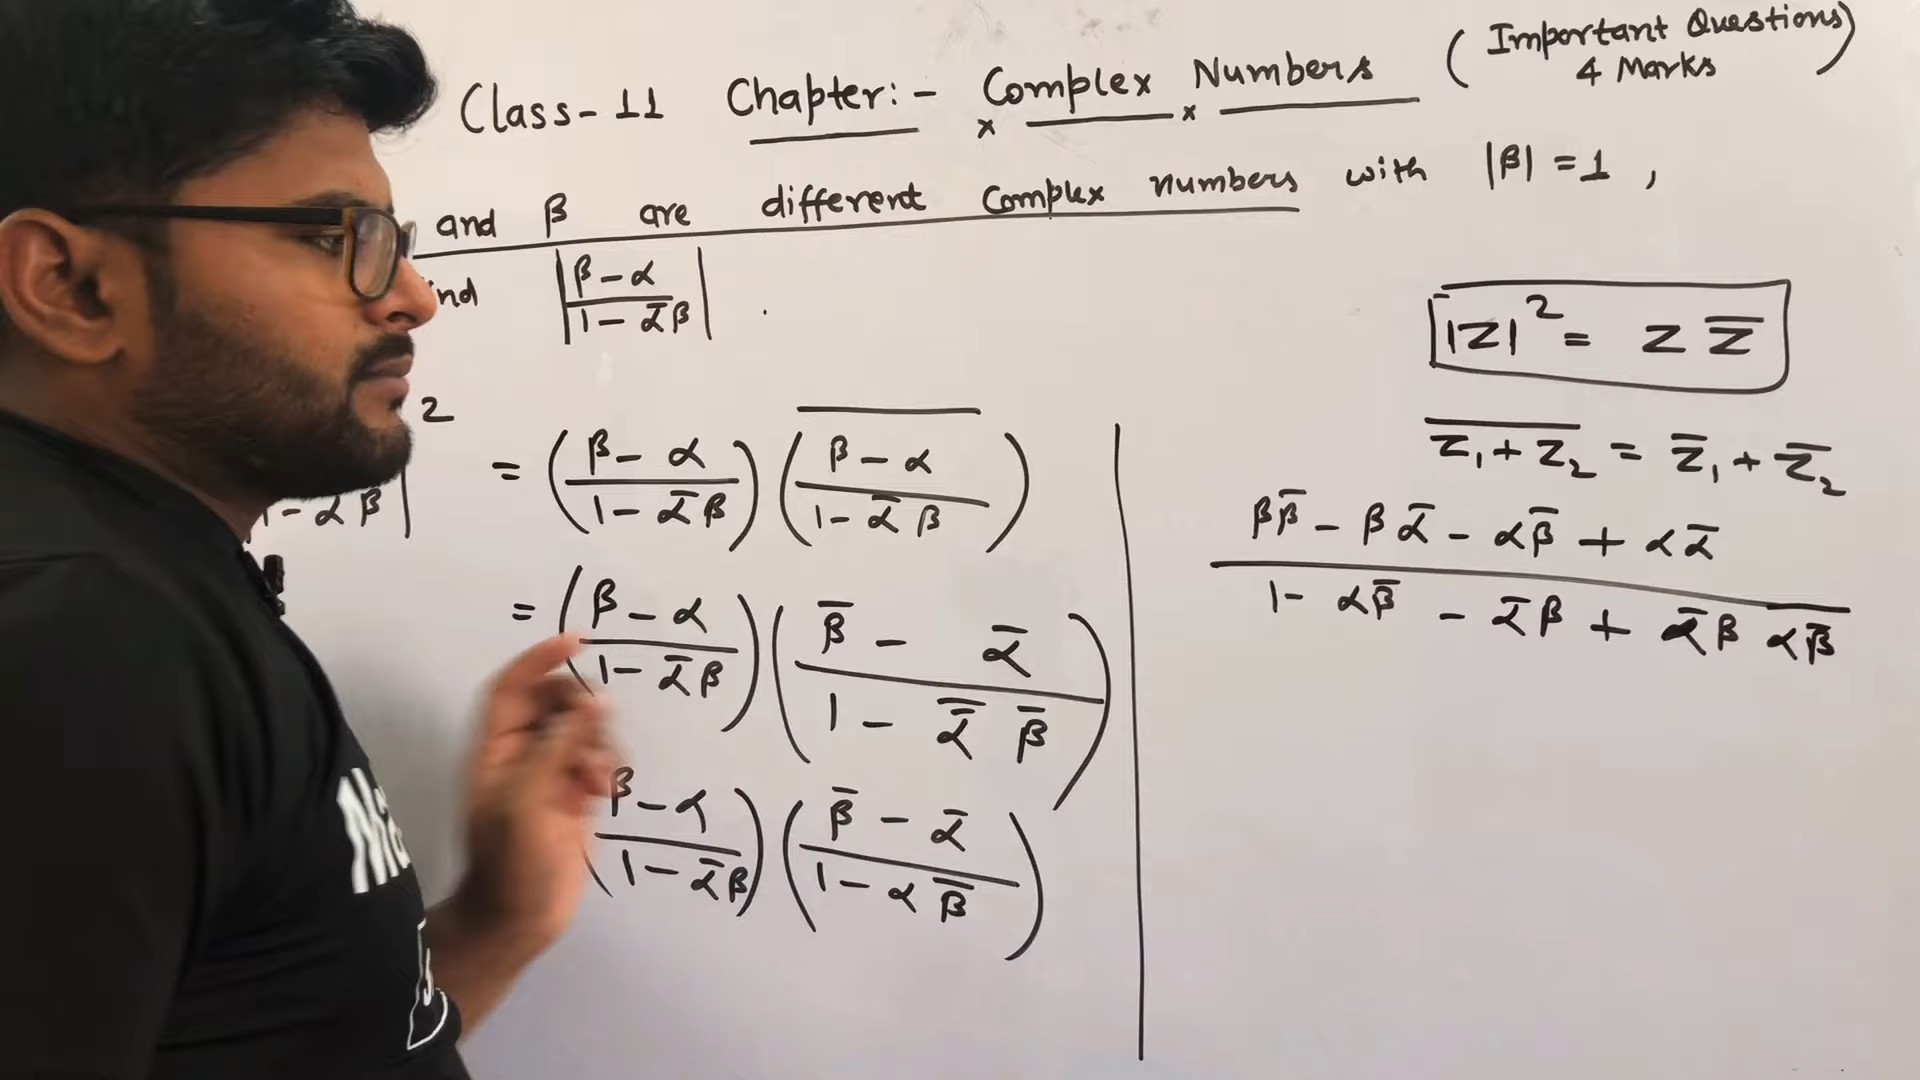 Class-11 Chapter:- Complex Numbers (Important Questions) 4 Marks
and β are different Complex numbers with |β| = 1 ,
|β - α / 1 - ᾱβ| .
|z|² = z z̄
2 = (β - α / 1 - ᾱβ) (β - α / 1 - ᾱβ)‾
= (β - α / 1 - ᾱβ) (β̄ - ᾱ / 1 - ᾱ̄ β̄)
β - α / 1 - ᾱβ) (β̄ - ᾱ / 1 - α β̄)
z₁ + z₂‾ = z̄₁ + z̄₂
ββ̄ - βᾱ - αβ̄ + αᾱ
1 - αβ̄ - ᾱβ + ᾱβ αβ̄